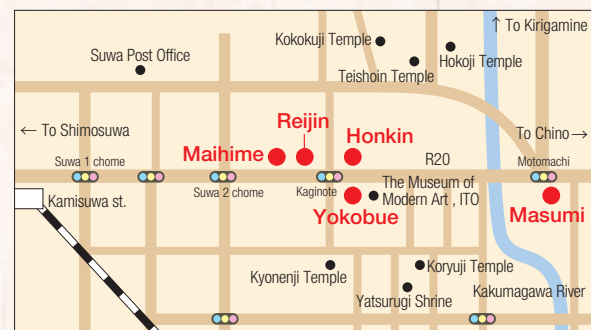 ↑ To Kirigamine
Kokokuji Temple
Hokoji Temple
Suwa Post Office
Teishoin Temple
← To Shimosuwa
Reijin
To Chino →
Maihime
Honkin
Suwa 1 chome
R20
Motomachi
Suwa 2 chome
Kaginote
The Museum of
Modern Art , ITO
Kamisuwa st.
Yokobue
Masumi
Kyonenji Temple
Koryuji Temple
Yatsurugi Shrine
Kakumagawa River